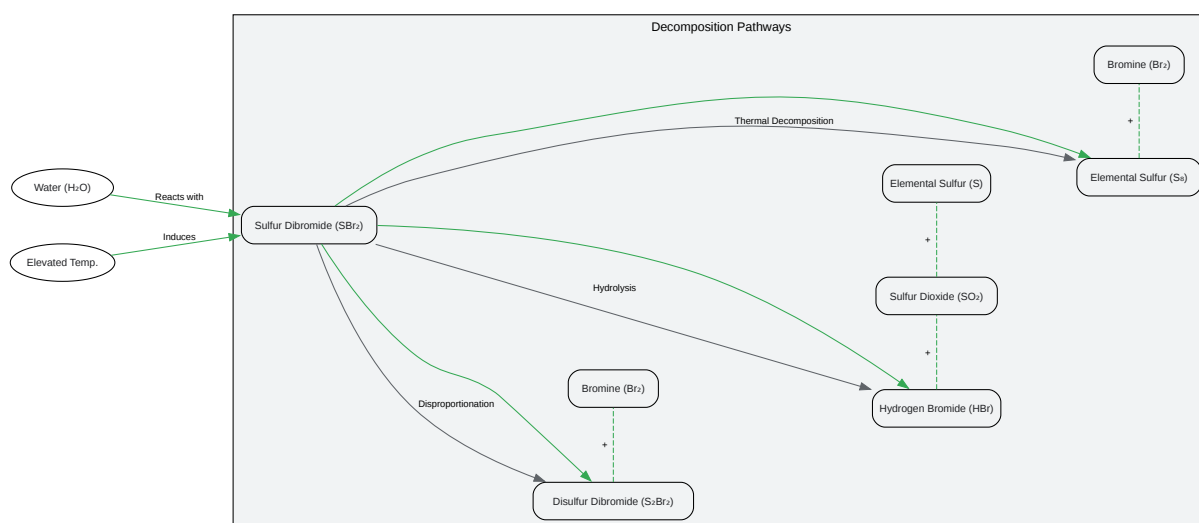 Decomposition Pathways
Bromine (Br₂)
+
Thermal Decomposition
Elemental Sulfur (S₈)
Elemental Sulfur (S)
Water (H₂O)
Reacts with
Sulfur Dibromide (SBr₂)
Induces
Elevated Temp.
+
Hydrolysis
Sulfur Dioxide (SO₂)
+
Bromine (Br₂)
Disproportionation
Hydrogen Bromide (HBr)
+
Disulfur Dibromide (S₂Br₂)